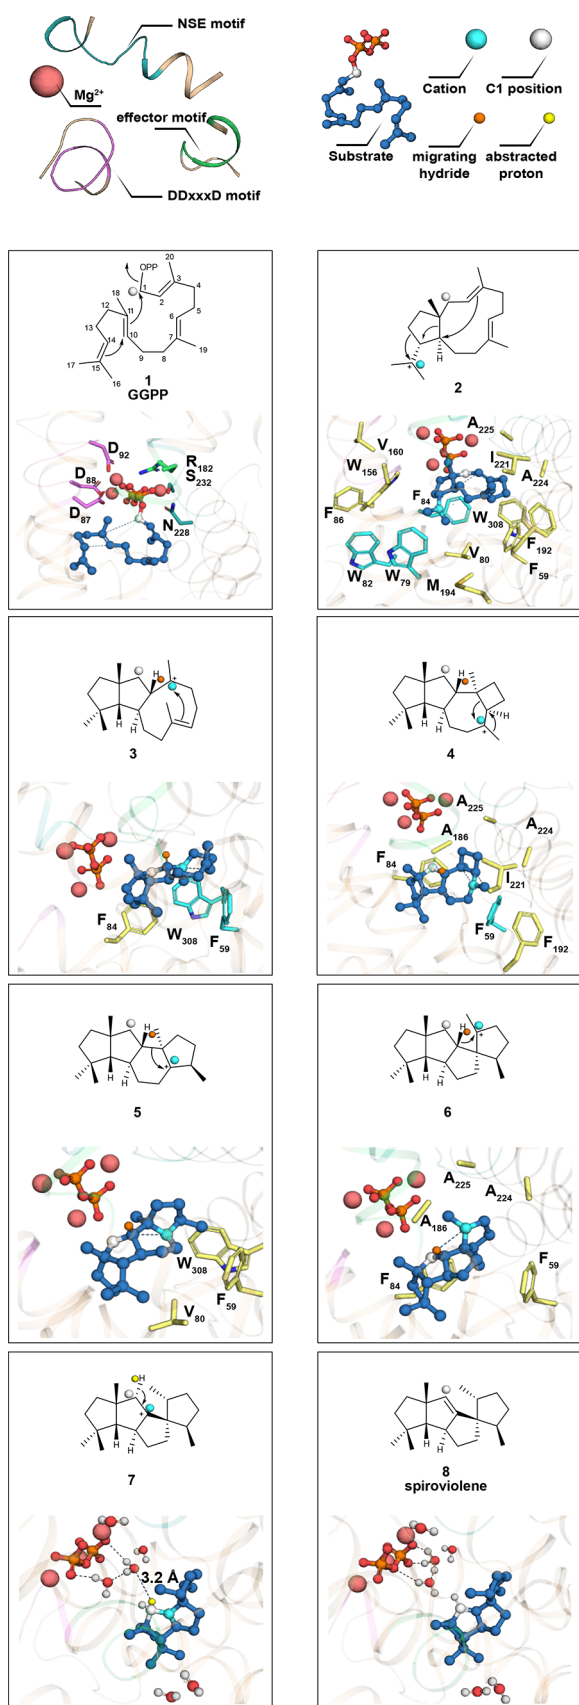 NSE motif
Mg2+
effector motif
DDxxxD motif
Cation
C1 position
Substrate
migrating
hydride
abstracted
proton
OPP
20
1
2
3
4
5
6
7
8
9
10
11
12
13
14
15
16
17
18
19
1
GGPP
D92
D88
D87
R182
S232
N228
H
+
2
A225
V160
I221
A224
W156
F84
F86
W308
F192
V80
F59
W82
W79
M194
H
+
H
H
3
F84
W308
F59
H
H
H
H
+
4
A225
A186
A224
F84
I221
F59
F192
H
+
H
H
5
W308
F59
V80
H
+
H
H
6
A225
A224
A186
F59
F84
H
+
H
H
7
3.2 Å
H
H
8
spiroviolene